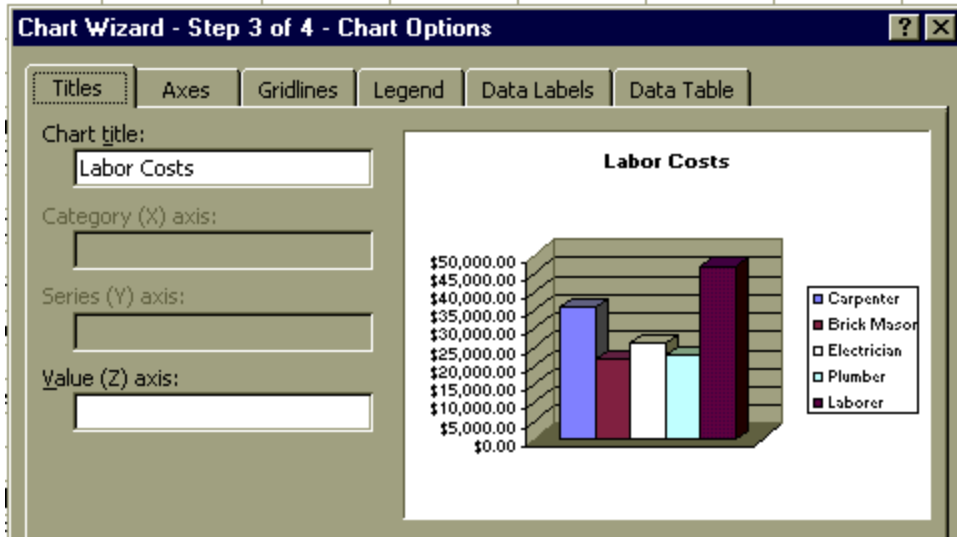 Chart Wizard - Step 3 of 4 - Chart Options
?
Titles
Axes
Gridlines
Legend
Data Labels
Data Table
Chart title:
Labor Costs
Category (X) axis:
Series (Y) axis:
Value (Z) axis:
Labor Costs
$50,000.00
$45,000.00
$40,000.00
$35,000.00
$30,000.00
$25,000.00
$20,000.00
$15,000.00
$10,000.00
$5,000.00
$0.00
Carpenter
Brick Mason
Electrician
Plumber
Laborer